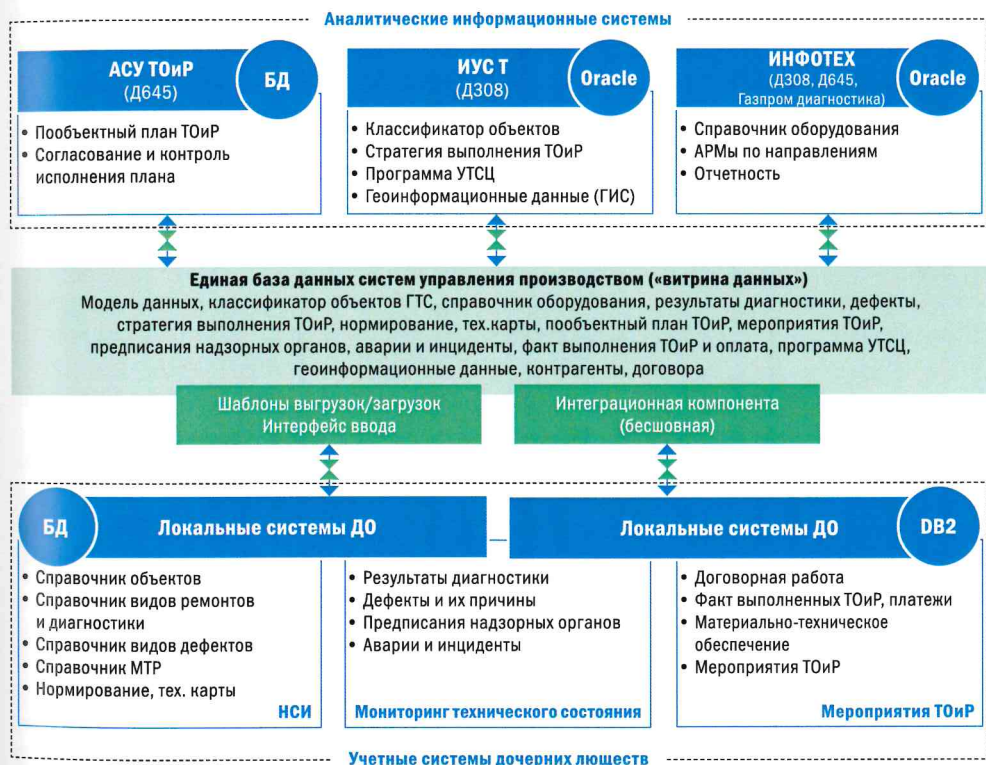 Аналитические информационные системы
АСУ ТОиР
(Д645)
БД
• Пообъектный план ТОиР
• Согласование и контроль
исполнения плана
ИУС Т
(Д308)
Oracle
• Классификатор объектов
• Стратегия выполнения ТОиР
• Программа УТСЦ
• Геоинформационные данные (ГИС)
ИНФОТЕХ
(Д308, Д645,
Газпром диагностика)
Oracle
• Справочник оборудования
• АРМы по направлениям
• Отчетность
Единая база данных систем управления производством («витрина данных»)
Модель данных, классификатор объектов ГТС, справочник оборудования, результаты диагностики, дефекты,
стратегия выполнения ТОиР, нормирование, тех.карты, пообъектный план ТОиР, мероприятия ТОиР,
предписания надзорных органов, аварии и инциденты, факт выполнения ТОиР и оплата, программа УТСЦ,
геоинформационные данные, контрагенты, договора
Шаблоны выгрузок/загрузок
Интерфейс ввода
Интеграционная компонента
(бесшовная)
БД
Локальные системы ДО
Локальные системы ДО
DB2
• Справочник объектов
• Справочник видов ремонтов
и диагностики
• Справочник видов дефектов
• Справочник МТР
• Нормирование, тех. карты
НСИ
• Результаты диагностики
• Дефекты и их причины
• Предписания надзорных органов
• Аварии и инциденты
Мониторинг технического состояния
• Договорная работа
• Факт выполненных ТОиР, платежи
• Материально-техническое
обеспечение
• Мероприятия ТОиР
Мероприятия ТОиР
Учетные системы дочерних люществ